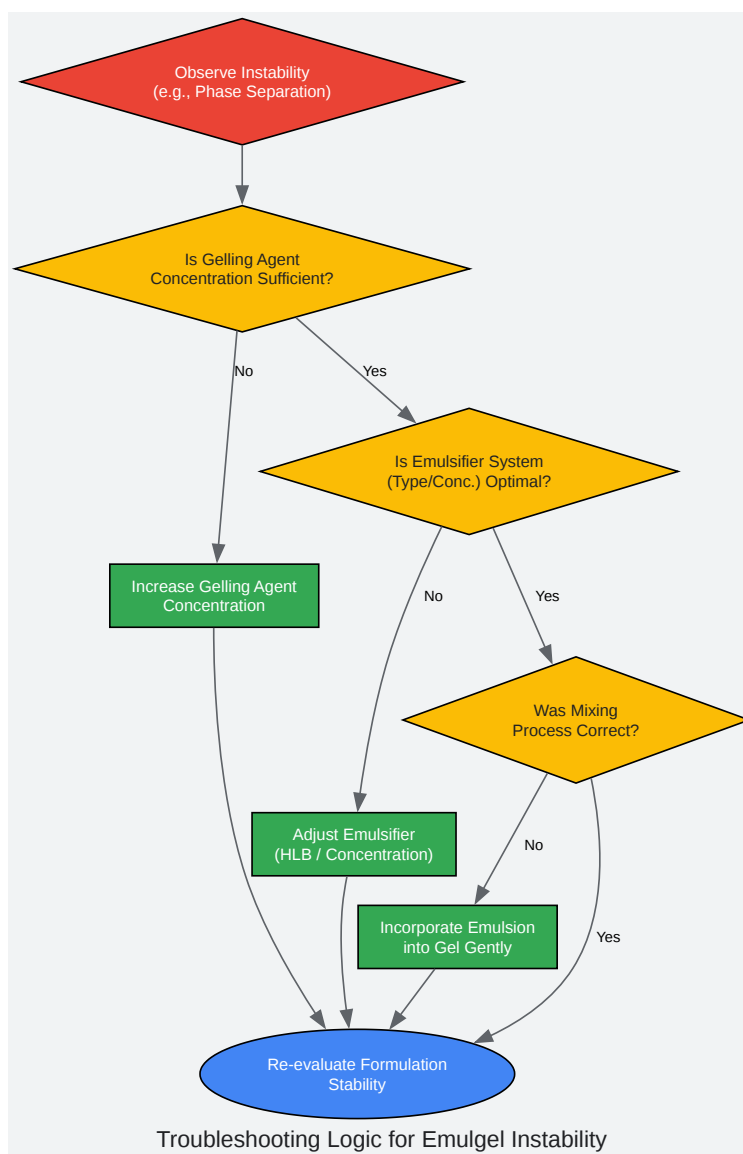 Observe Instability
(e.g., Phase Separation)
Is Gelling Agent
Concentration Sufficient?
No
Yes
Is Emulsifier System
(Type/Conc.) Optimal?
Increase Gelling Agent
Concentration
No
Yes
Was Mixing
Process Correct?
Adjust Emulsifier
(HLB / Concentration)
No
Incorporate Emulsion
into Gel Gently
Yes
Re-evaluate Formulation
Stability
Troubleshooting Logic for Emulgel Instability